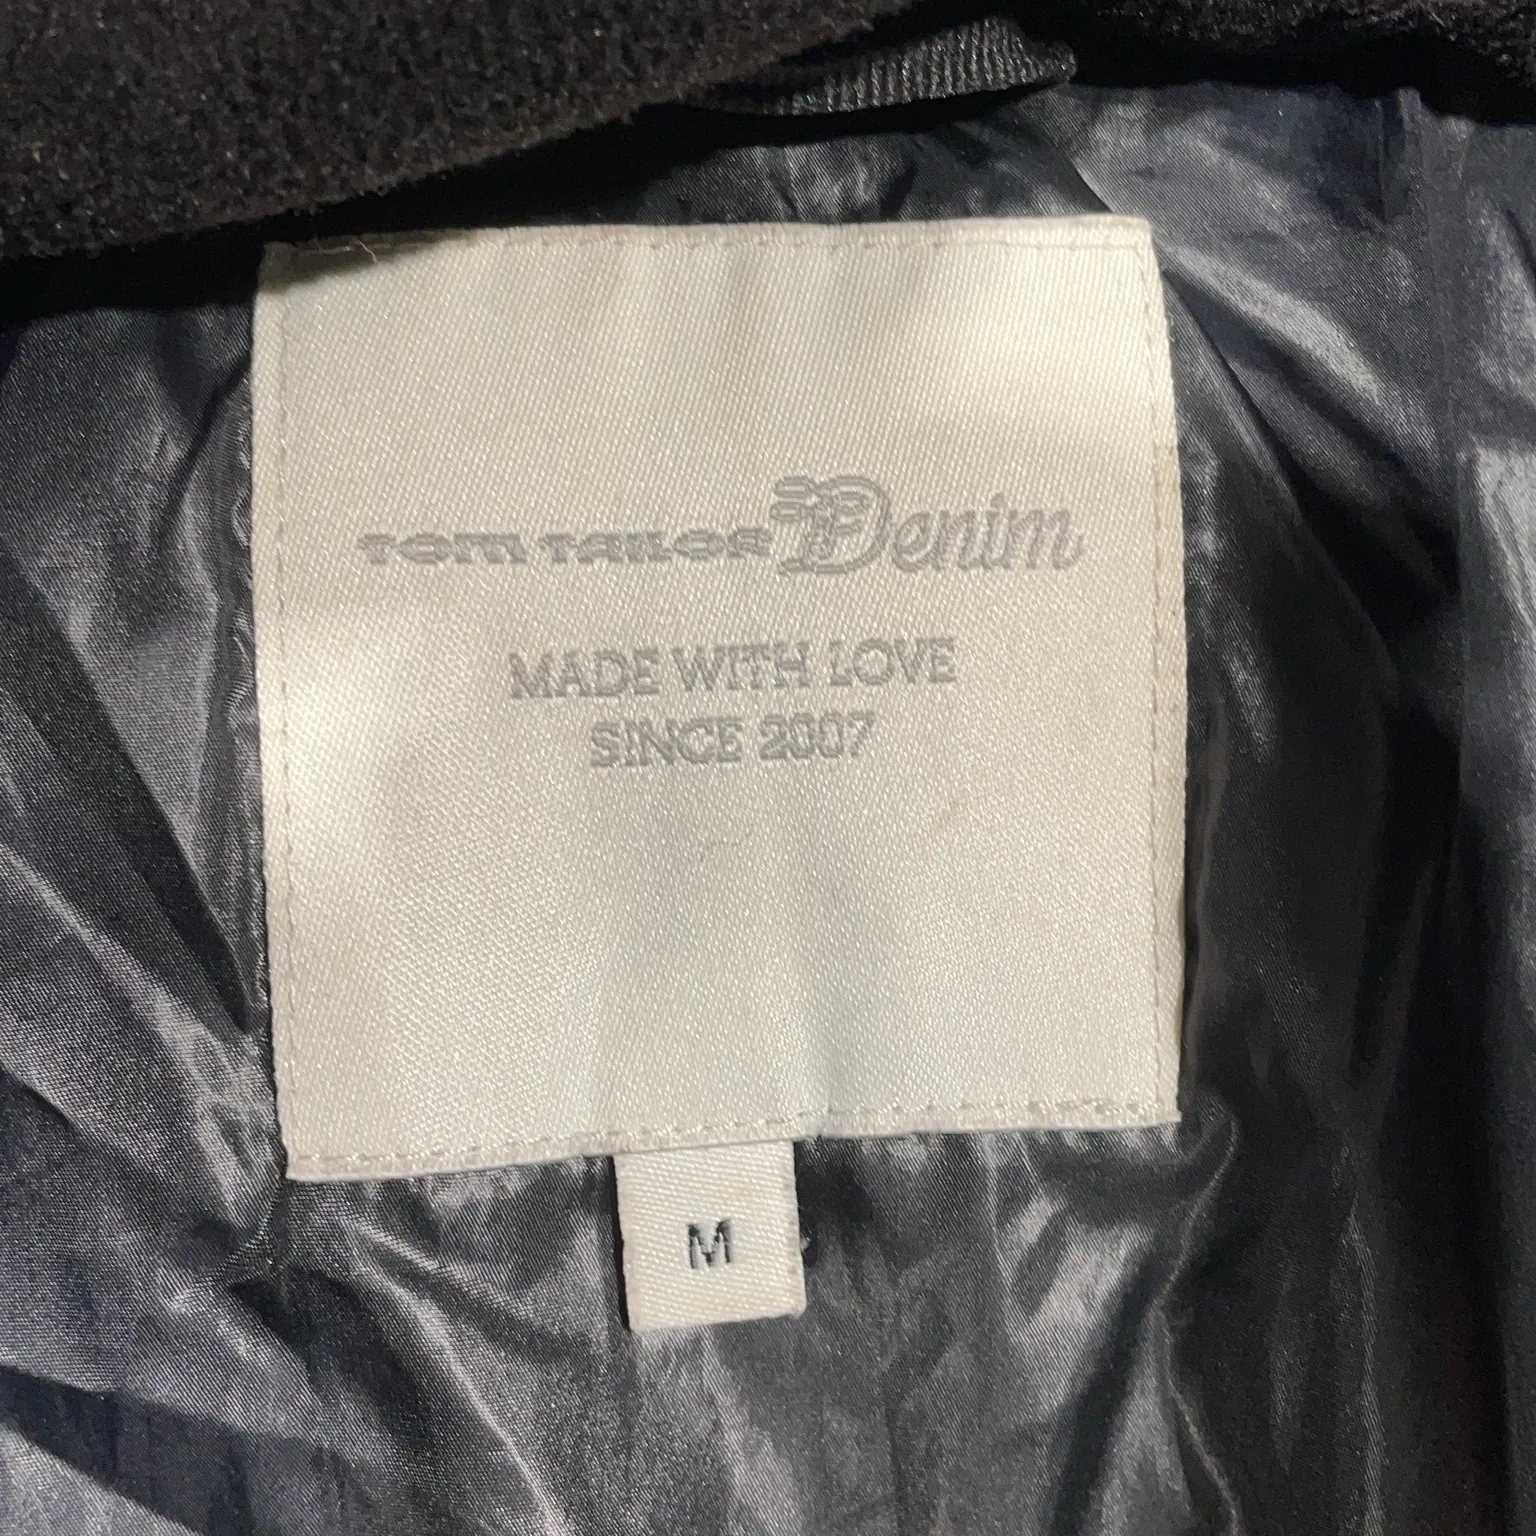 TOM TAILOR Denim
MADE WITH LOVE
SINCE 2007
M